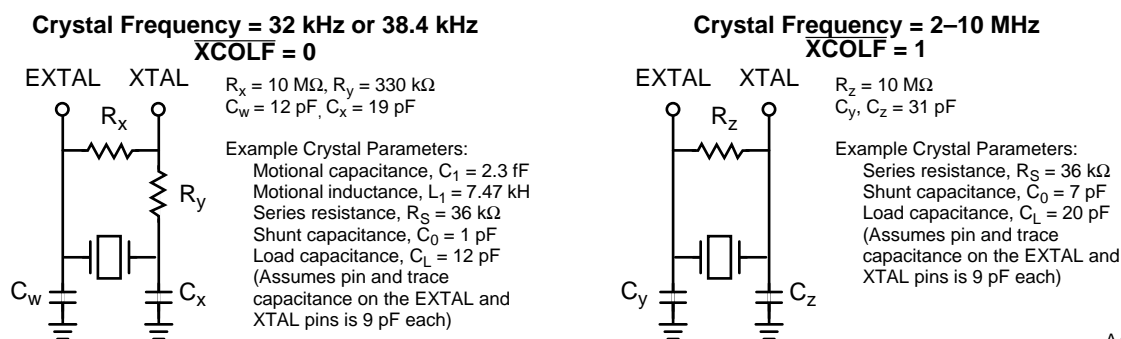 Crystal Frequency = 32 kHz or 38.4 kHz
XCOLF = 0
EXTAL XTAL
Rx = 10 MΩ, Ry = 330 kΩ
Cw = 12 pF, Cx = 19 pF
Rx
Ry
Example Crystal Parameters:
Motional capacitance, C1 = 2.3 fF
Motional inductance, L1 = 7.47 kH
Series resistance, RS = 36 kΩ
Shunt capacitance, C0 = 1 pF
Load capacitance, CL = 12 pF
(Assumes pin and trace
capacitance on the EXTAL and
XTAL pins is 9 pF each)
Cw
Cx
Crystal Frequency = 2–10 MHz
XCOLF = 1
EXTAL XTAL
Rz = 10 MΩ
Cy, Cz = 31 pF
Rz
Example Crystal Parameters:
Series resistance, RS = 36 kΩ
Shunt capacitance, C0 = 7 pF
Load capacitance, CL = 20 pF
(Assumes pin and trace
capacitance on the EXTAL and
XTAL pins is 9 pF each)
Cy
Cz